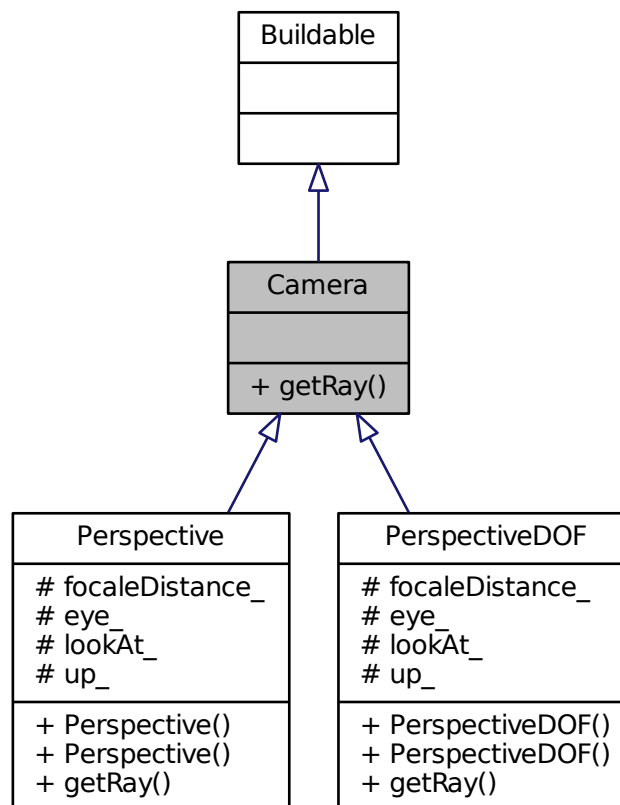 Buildable
Camera
+ getRay()
Perspective
# focaleDistance_
# eye_
# lookAt_
# up_
+ Perspective()
+ Perspective()
+ getRay()
PerspectiveDOF
# focaleDistance_
# eye_
# lookAt_
# up_
+ PerspectiveDOF()
+ PerspectiveDOF()
+ getRay()